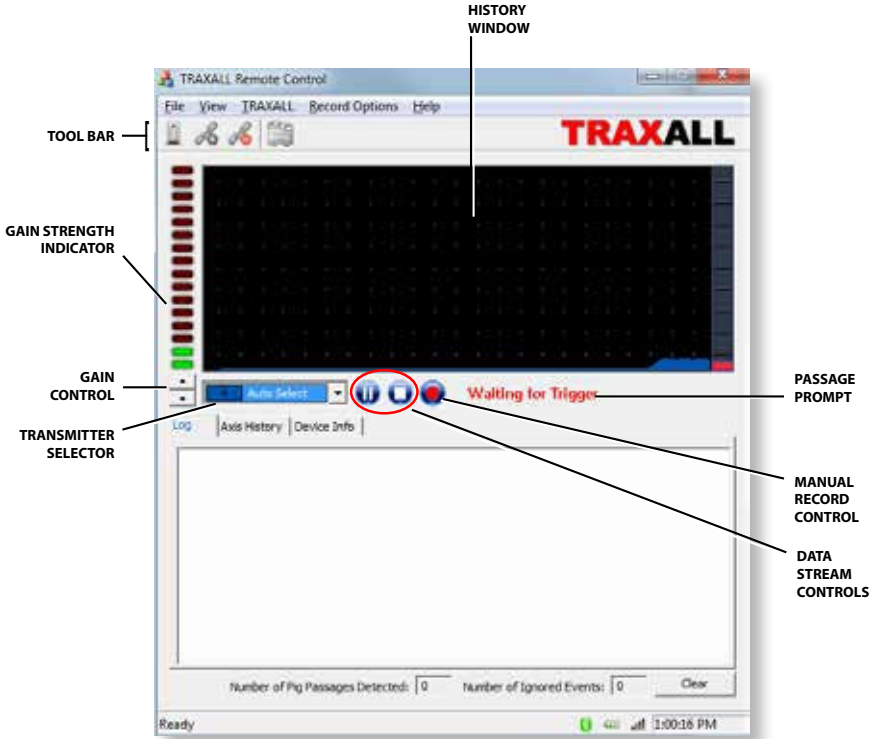 HISTORY
WINDOW
TRAXALL Remote Control
File View TRAXALL Record Options Help
TOOL BAR
TRAXALL
GAIN STRENGTH
INDICATOR
GAIN
CONTROL
Auto Select
Waiting for Trigger
PASSAGE
PROMPT
TRANSMITTER
SELECTOR
Log Axis History Device Info
MANUAL
RECORD
CONTROL
DATA
STREAM
CONTROLS
Number of Pig Passages Detected: 0 Number of Ignored Events: 0 Clear
Ready 1:00:16 PM